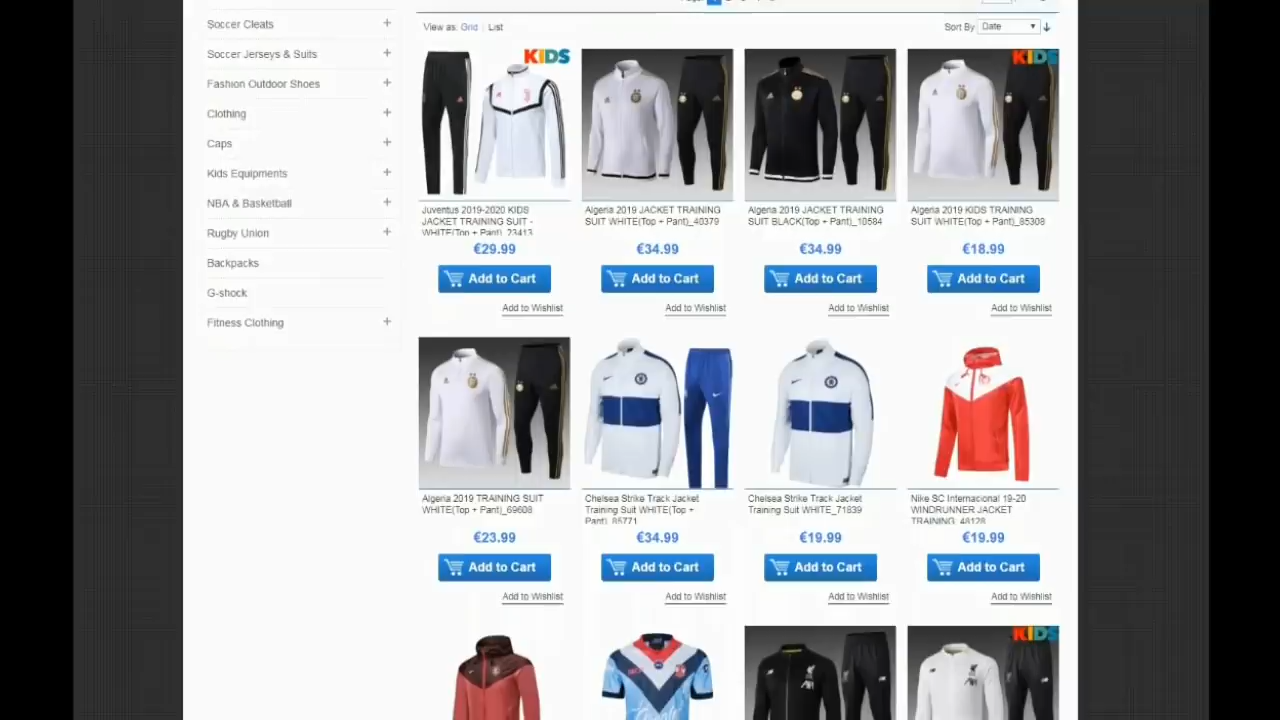 Soccer Cleats +
View as: Grid | List
Sort By Date
Soccer Jerseys & Suits +
Fashion Outdoor Shoes +
Clothing +
Caps +
Kids Equipments +
NBA & Basketball +
Rugby Union +
Backpacks
G-shock
Fitness Clothing +
KIDS
KIDS
Juventus 2019-2020 KIDS
JACKET TRAINING SUIT -
WHITE(Top + Pant)_23413
€29.99
Add to Cart
Add to Wishlist
Algeria 2019 JACKET TRAINING
SUIT WHITE(Top + Pant)_40379
€34.99
Add to Cart
Add to Wishlist
Algeria 2019 JACKET TRAINING
SUIT BLACK(Top + Pant)_10584
€34.99
Add to Cart
Add to Wishlist
Algeria 2019 KIDS TRAINING
SUIT WHITE(Top + Pant)_85308
€18.99
Add to Cart
Add to Wishlist
Algeria 2019 TRAINING SUIT
WHITE(Top + Pant)_69608
€23.99
Add to Cart
Add to Wishlist
Chelsea Strike Track Jacket
Training Suit WHITE(Top +
Pant)_85771
€34.99
Add to Cart
Add to Wishlist
Chelsea Strike Track Jacket
Training Suit WHITE_71839
€19.99
Add to Cart
Add to Wishlist
Nike SC Internacional 19-20
WINDRUNNER JACKET
TRAINING_48128
€19.99
Add to Cart
Add to Wishlist
KIDS